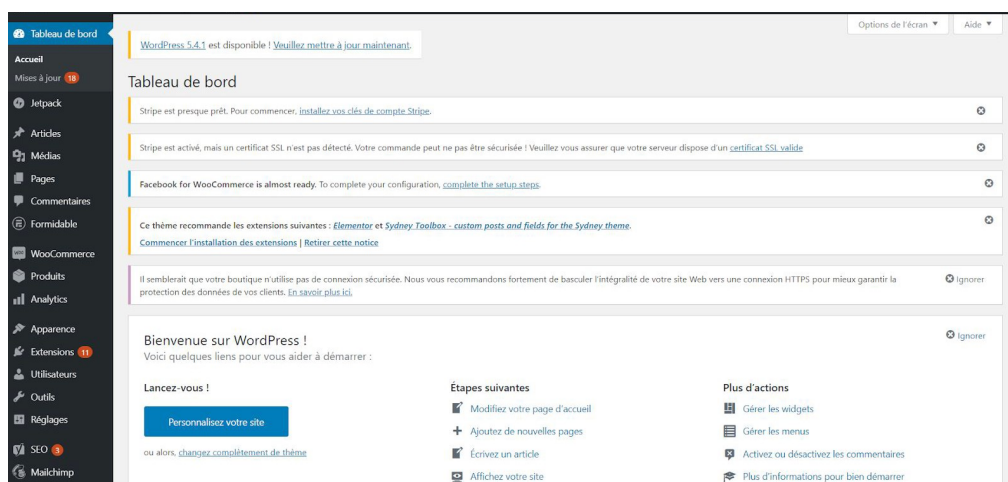 Options de l'écran ▼
Aide ▼
Tableau de bord
Accueil
Mises à jour 18
Jetpack
Articles
Médias
Pages
Commentaires
Formidable
WooCommerce
Produits
Analytics
Apparence
Extensions 11
Utilisateurs
Outils
Réglages
SEO 3
Mailchimp
WordPress 5.4.1 est disponible ! Veuillez mettre à jour maintenant.
Tableau de bord
Stripe est presque prêt. Pour commencer, installez vos clés de compte Stripe.
Stripe est activé, mais un certificat SSL n'est pas détecté. Votre commande peut ne pas être sécurisée ! Veuillez vous assurer que votre serveur dispose d'un certificat SSL valide
Facebook for WooCommerce is almost ready. To complete your configuration, complete the setup steps.
Ce thème recommande les extensions suivantes : Elementor et Sydney Toolbox - custom posts and fields for the Sydney theme.
Commencer l'installation des extensions | Retirer cette notice
Il semblerait que votre boutique n'utilise pas de connexion sécurisée. Nous vous recommandons fortement de basculer l'intégralité de votre site Web vers une connexion HTTPS pour mieux garantir la
protection des données de vos clients. En savoir plus ici.
Ignorer
Bienvenue sur WordPress !
Ignorer
Voici quelques liens pour vous aider à démarrer :
Lancez-vous !
Personnalisez votre site
ou alors, changez complètement de thème
Étapes suivantes
Modifiez votre page d'accueil
Ajoutez de nouvelles pages
Écrivez un article
Affichez votre site
Plus d'actions
Gérer les widgets
Gérer les menus
Activez ou désactivez les commentaires
Plus d'informations pour bien démarrer